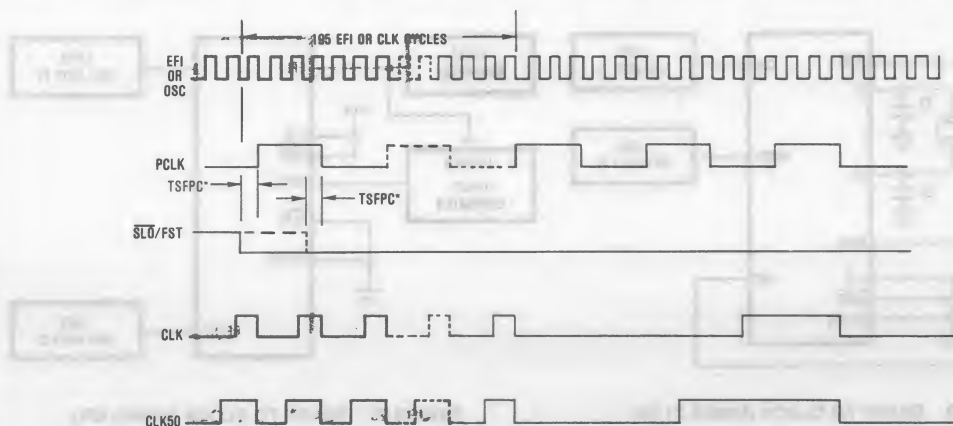 195 EFI OR CLK CYCLES
EFI
OR
OSC
PCLK
TSFPC*
TSFPC*
SLO/FST
CLK
CLK50